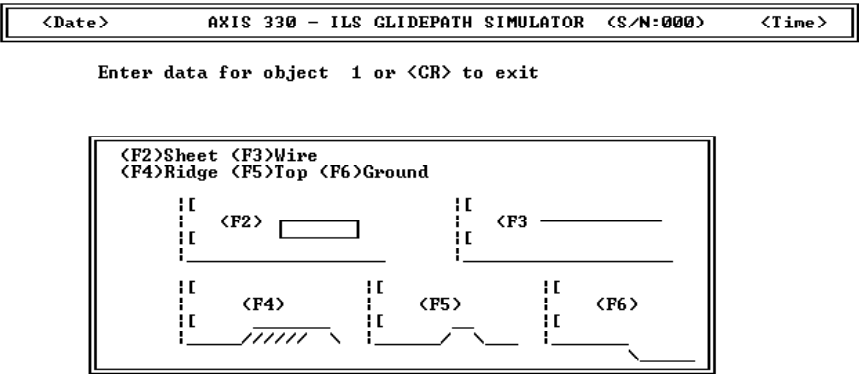 <Date> AXIS 330 - ILS GLIDEPATH SIMULATOR (S/N:000) <Time>
Enter data for object 1 or <CR> to exit
(F2)Sheet (F3)Wire
(F4)Ridge (F5)Top (F6)Ground
(F2)
(F3
(F4)
(F5)
(F6)